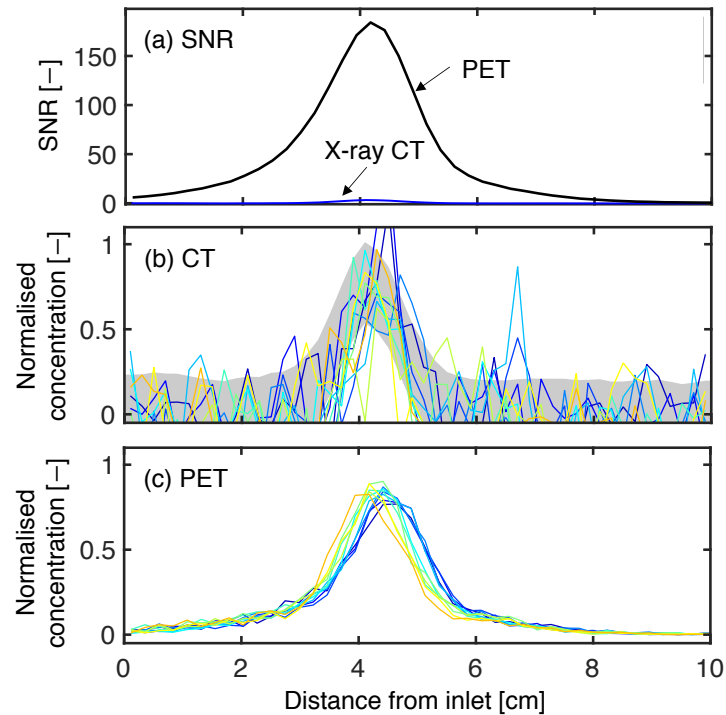 (a) SNR
PET
X-ray CT
SNR [−]
150
100
50
0
(b) CT
Normalised
concentration [−]
1
0.5
0
(c) PET
Normalised
concentration [−]
1
0.5
0
0 2 4 6 8 10
Distance from inlet [cm]